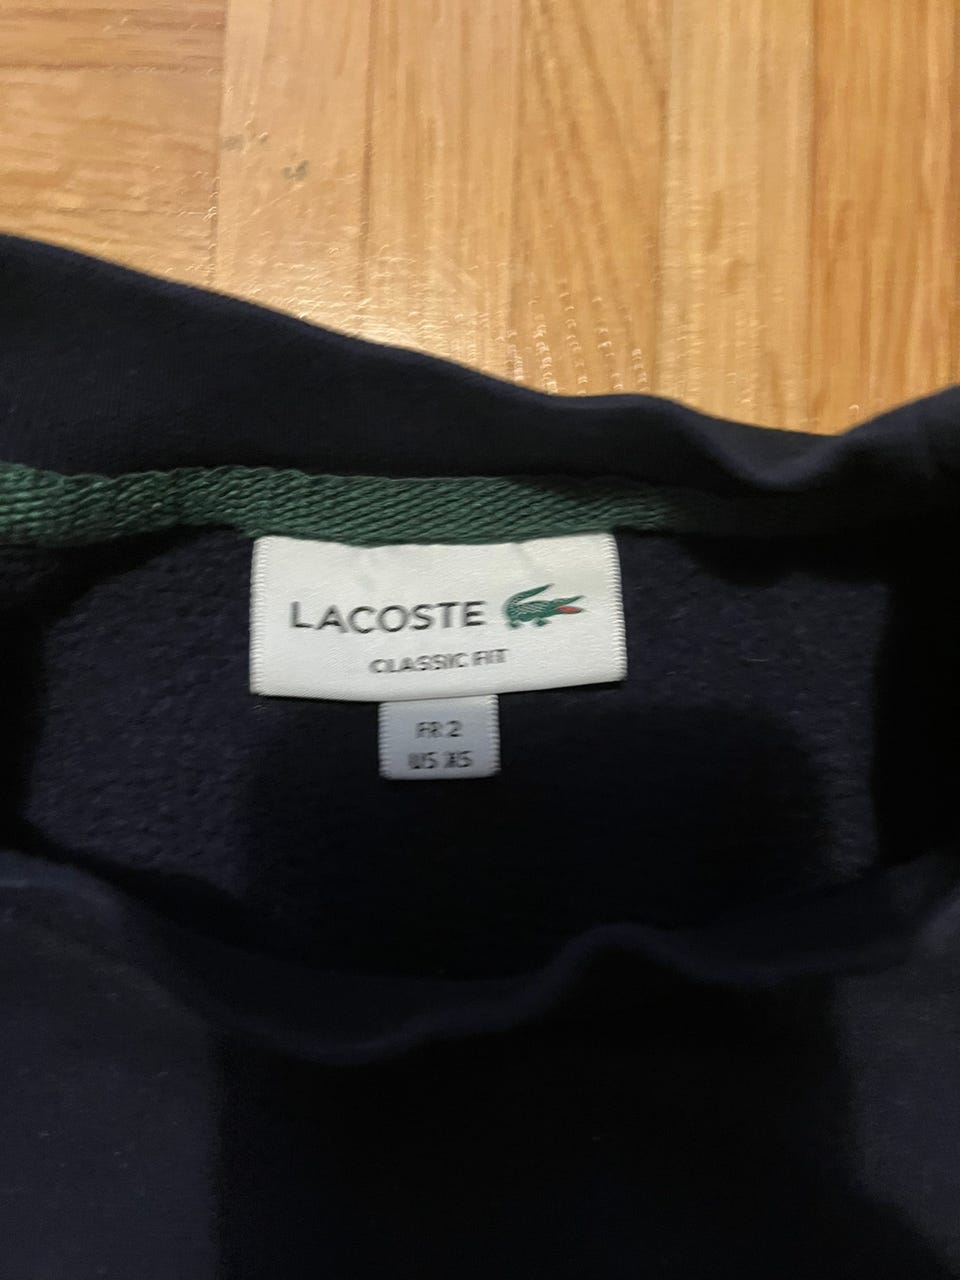 LACOSTE
CLASSIC FIT
FR 2
US XS